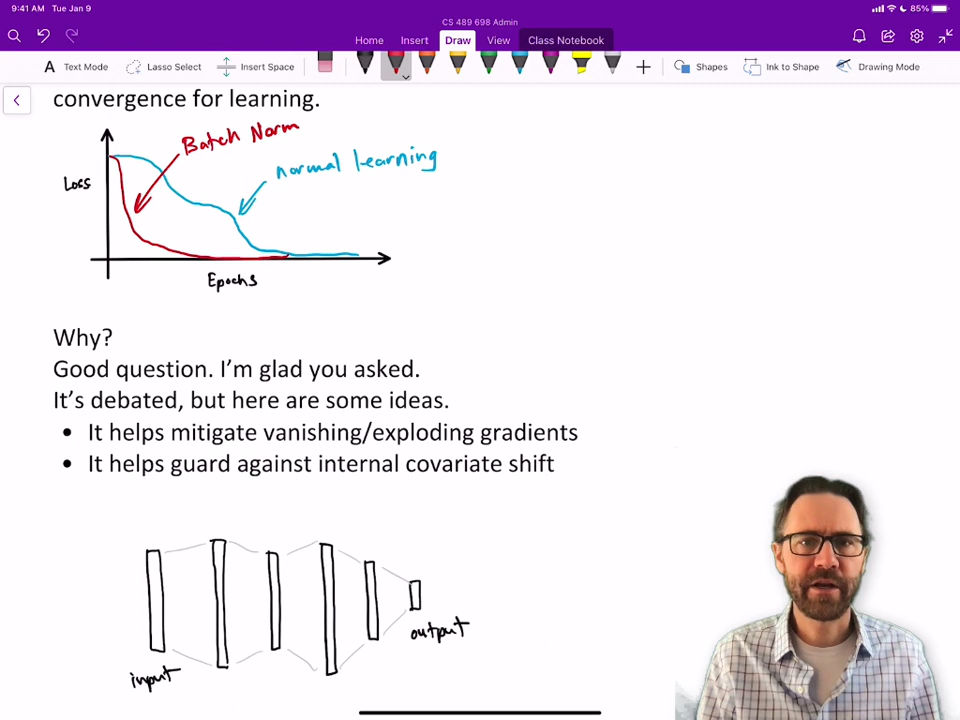 9:41 AM Tue Jan 9
85%
CS 489 698 Admin
Home Insert Draw View Class Notebook
Text Mode Lasso Select Insert Space Shapes Ink to Shape Drawing Mode
convergence for learning.
Batch Norm
normal learning
Loss
Epochs
Why?
Good question. I'm glad you asked.
It's debated, but here are some ideas.
• It helps mitigate vanishing/exploding gradients
• It helps guard against internal covariate shift
output
input